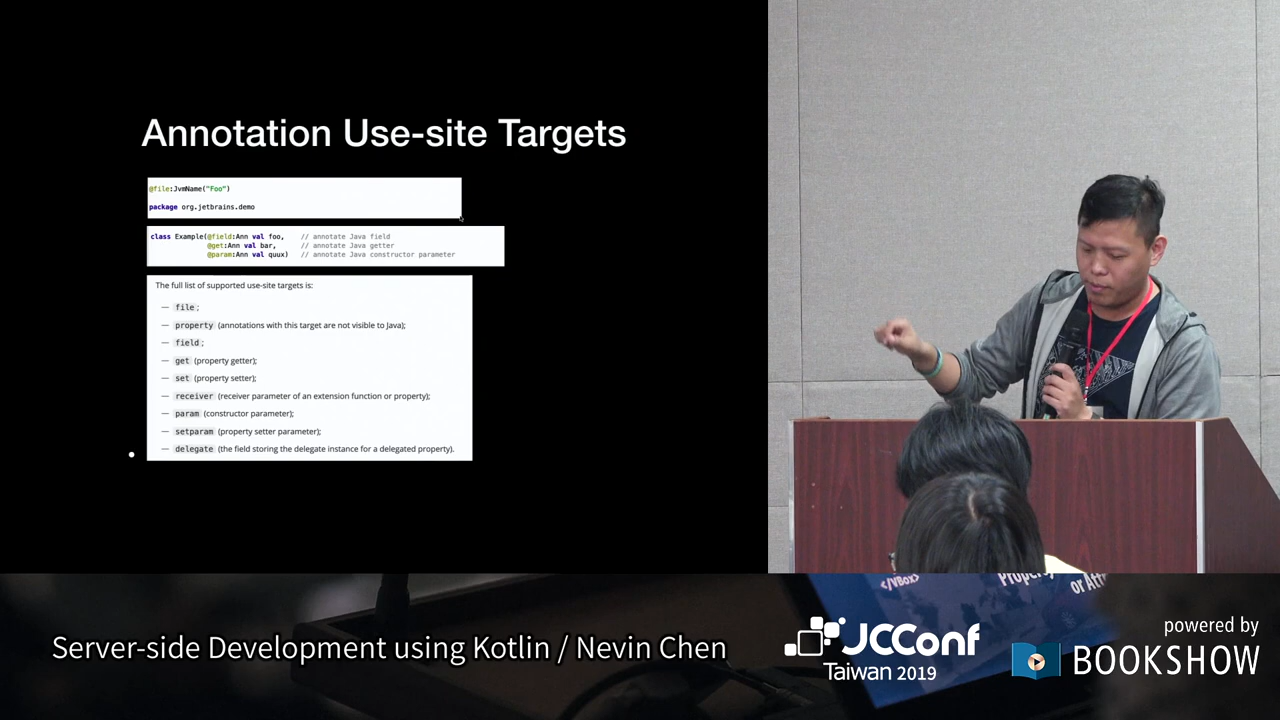 Annotation Use-site Targets
@file:JvmName("Foo")
package org.jetbrains.demo
class Example(@field:Ann val foo,    // annotate Java field
@get:Ann val bar,      // annotate Java getter
@param:Ann val quux)   // annotate Java constructor parameter
The full list of supported use-site targets is:
— file;
— property (annotations with this target are not visible to Java);
— field;
— get (property getter);
— set (property setter);
— receiver (receiver parameter of an extension function or property);
— param (constructor parameter);
— setparam (property setter parameter);
— delegate (the field storing the delegate instance for a delegated property).
</VBox>
or
Server-side Development using Kotlin / Nevin Chen
JCConf
Taiwan 2019
powered by
BOOKSHOW